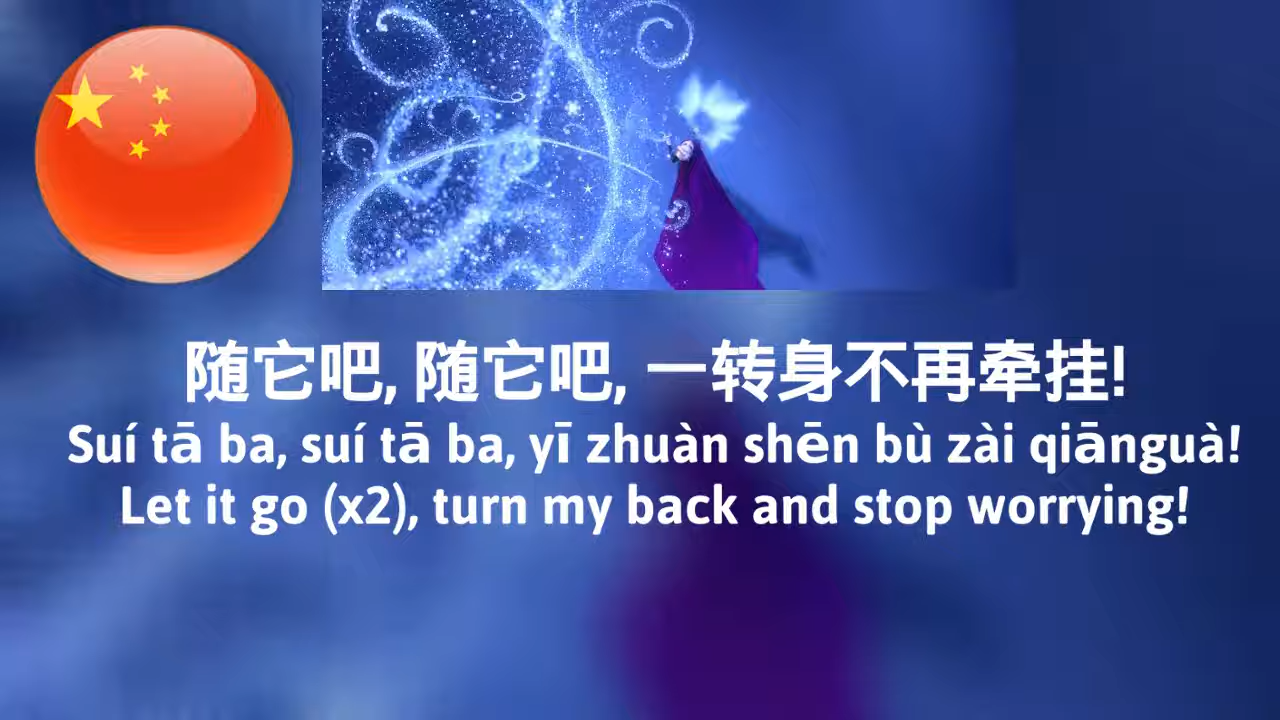 随它吧, 随它吧, 一转身不再牵挂!
Suí tā ba, suí tā ba, yī zhuàn shēn bù zài qiānguà!
Let it go (x2), turn my back and stop worrying!